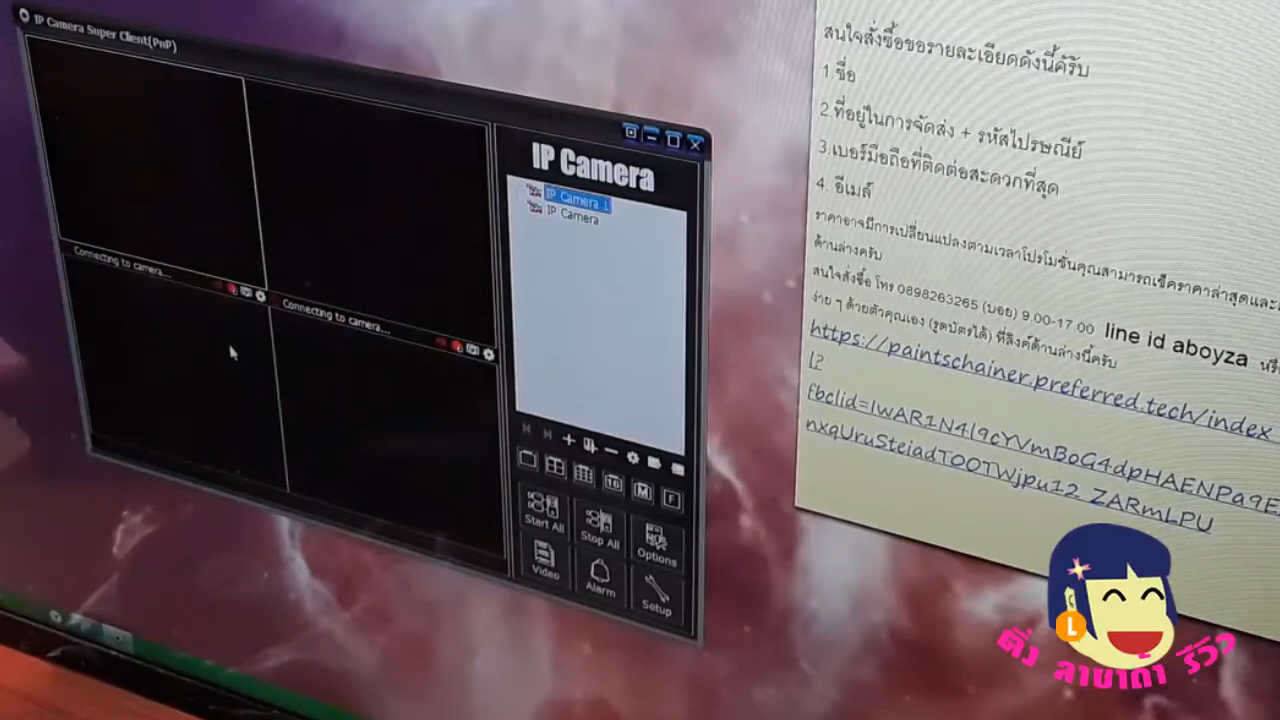 IP Camera Super Client(PnP)
Connecting to camera...
Connecting to camera...
IP Camera
IP Camera 1
IP Camera
16
M
F
Start All
Stop All
Options
Video
Alarm
Setup
สนใจสั่งซื้อขอรายละเอียดดังนี้ค้รับ
1.ชื่อ
2.ที่อยู่ในการจัดส่ง + รหัสไปรษณีย์
3.เบอร์มือถือที่ติดต่อสะดวกที่สุด
4. อีเมล์
ราคาอาจมีการเปลี่ยนแปลงตามเวลาโปรโมชั่นคุณสามารถเช็คราคาล่าสุดและ
ด้านล่างครับ
สนใจสั่งซื้อ โทร 0898263265 (บอย) 9.00-17.00 line id aboyza หรือ
ง่าย ๆ ด้วยตัวคุณเอง (รูดบัตรได้) ที่ลิงค์ด้านล่างนี้ครับ
https://paintschainer.preferred.tech/index_
l?
fbclid=IwAR1N4l9cYVmBoG4dpHAENPa9E
nxqUruSteiadTOOTWjpu12_ZARmLPU
L
ติ่ง ลาซาด้า รีวิว